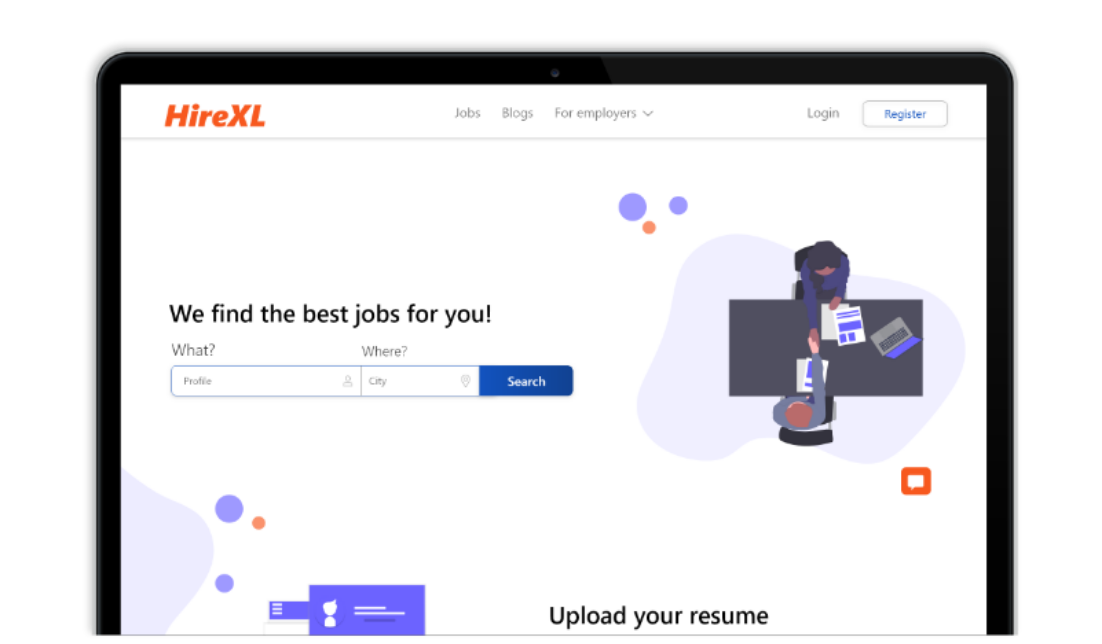 HireXL Jobs Blogs For employers Login Register
We find the best jobs for you!
What? Where?
Profile City Search
Upload your resume